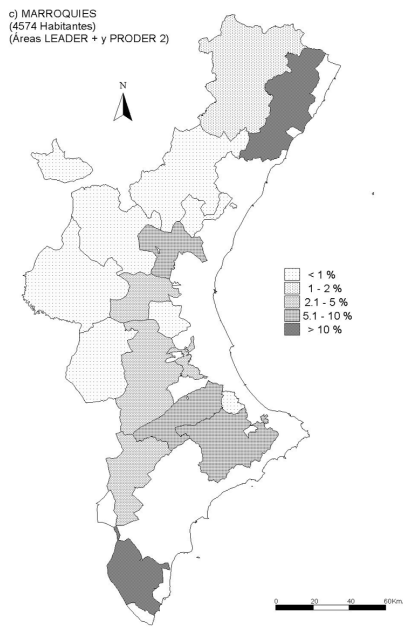 c) MARROQUIES
(4574 Habitantes)
(Áreas LEADER + y PRODER 2)
N
< 1 %
1 - 2 %
2.1 - 5 %
5.1 - 10 %
> 10 %
0 20 40 60Km.